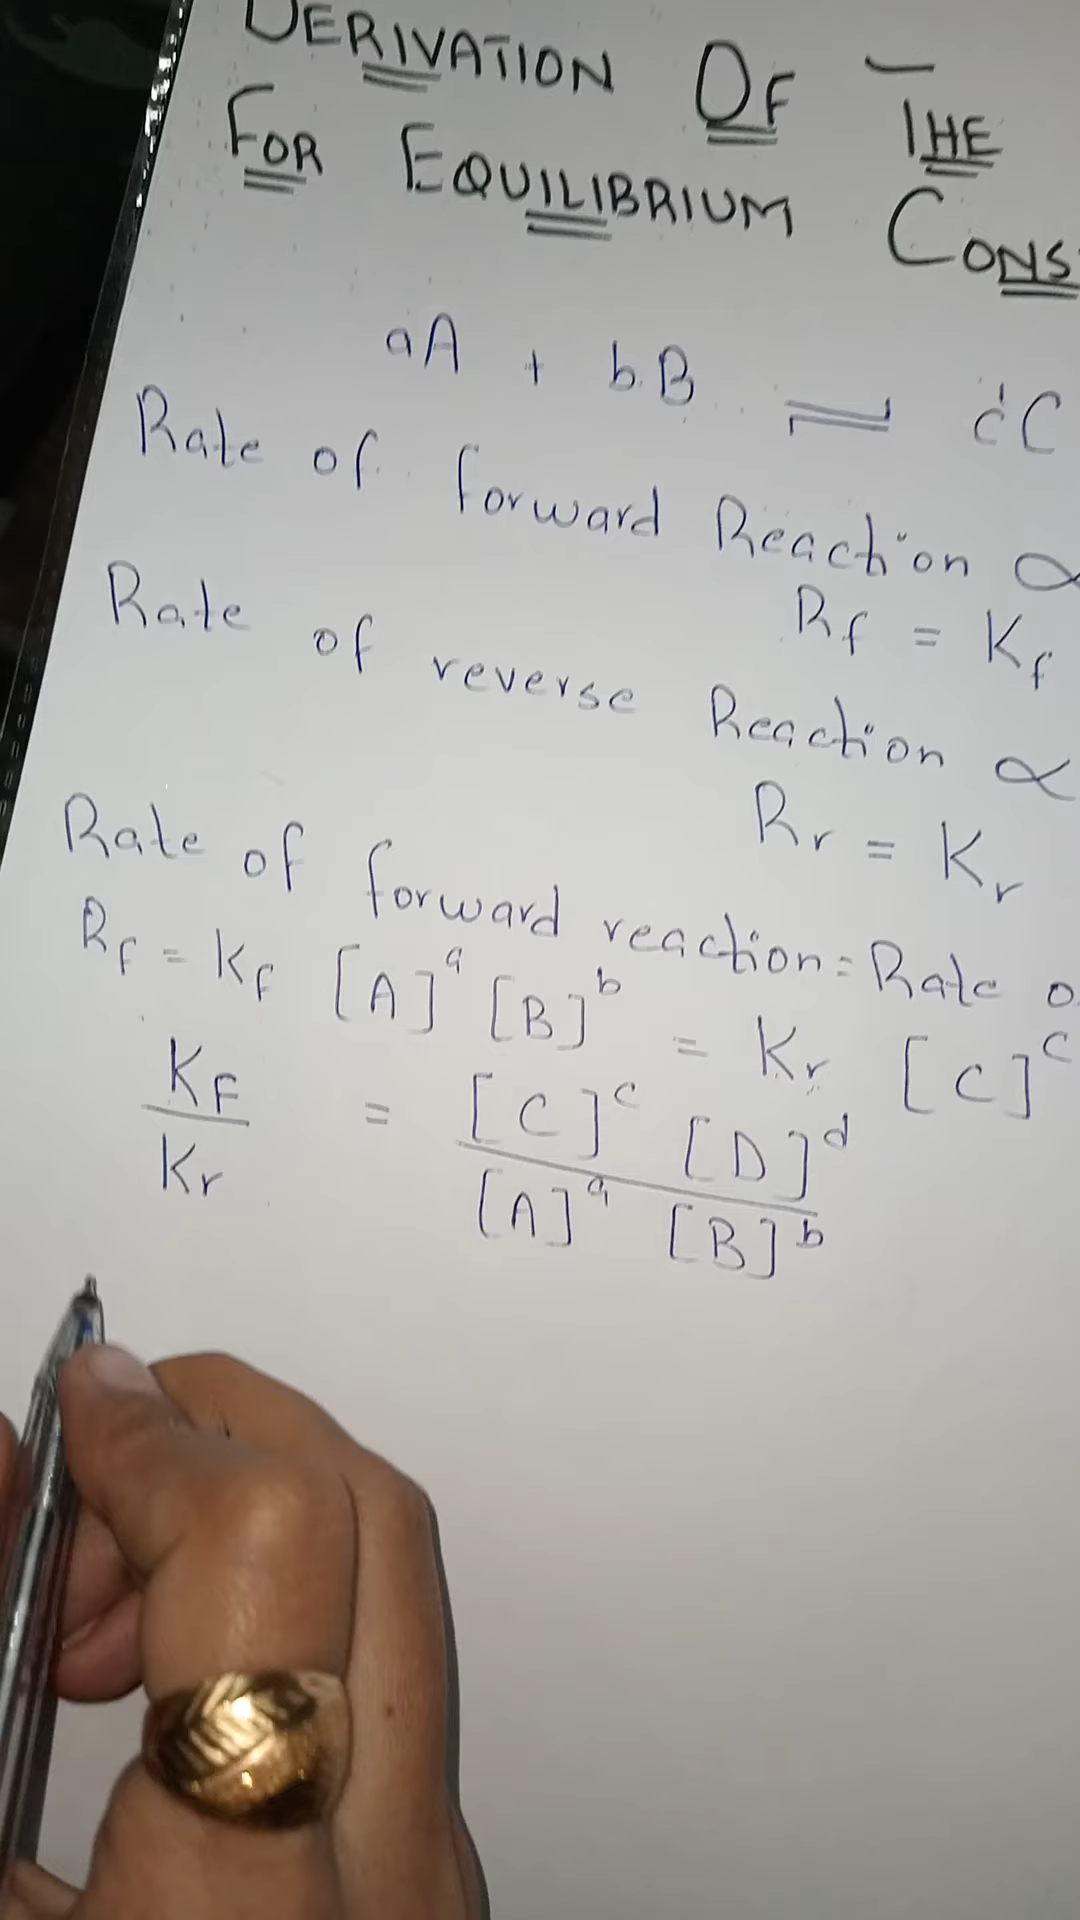 DERIVATION OF THE
FOR EQUILIBRIUM CONS
aA + bB ⇌ cC
Rate of forward Reaction ∝
Rf = Kf
Rate of reverse Reaction ∝
Rr = Kr
Rate of forward reaction = Rate o
Rf = Kf [A]^a [B]^b = Kr [C]^c
KF/Kr = [C]^c [D]^d / [A]^a [B]^b